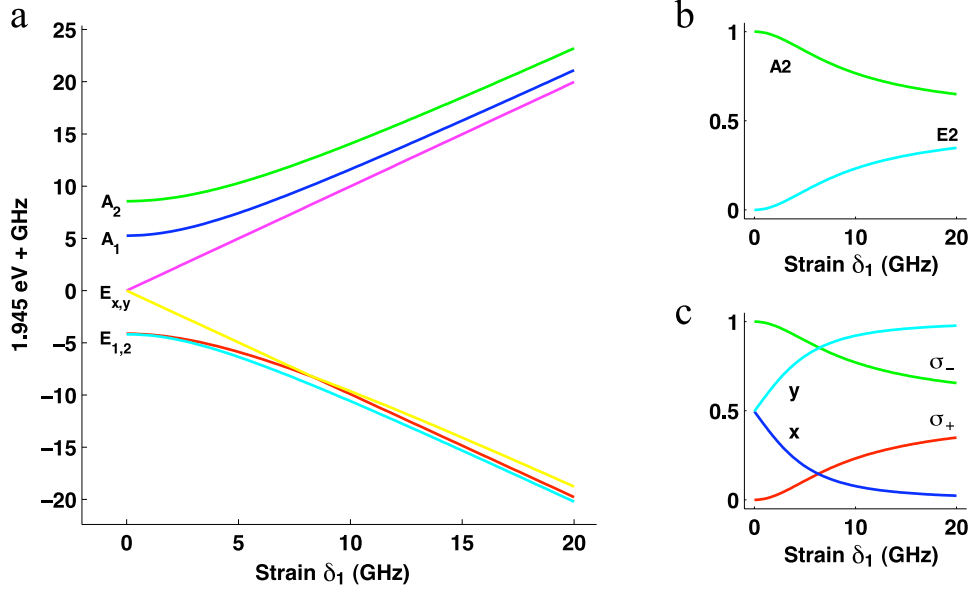 a
25
20
15
10
5
0
−5
−10
−15
−20
1.945 eV + GHz
A2
A1
Ex,y
E1,2
0 5 10 15 20
Strain δ1 (GHz)
b
1
0.5
0
A2
E2
0 10 20
Strain δ1 (GHz)
c
1
0.5
0
σ−
y
x
σ+
0 10 20
Strain δ1 (GHz)